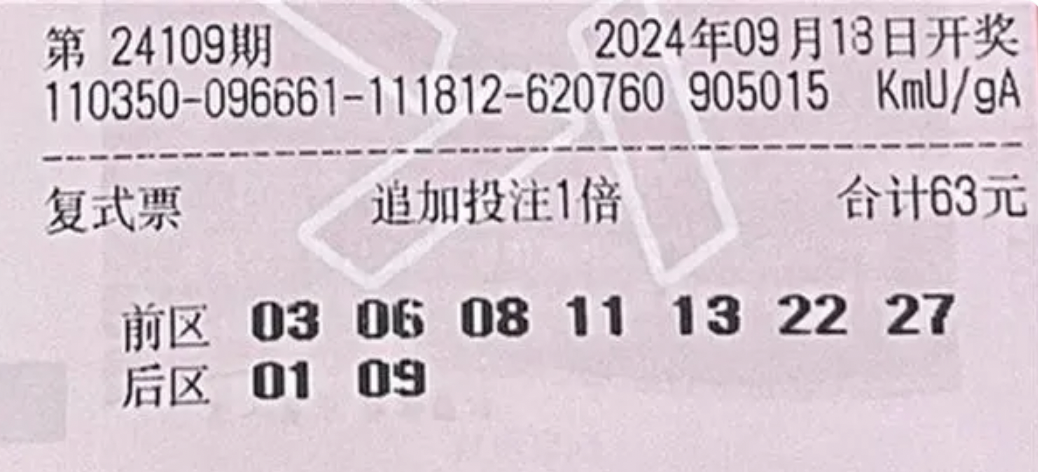 第 24109期 2024年09月18日开奖
110350-096661-111812-620760 905015 KmU/gA
复式票 追加投注1倍 合计63元
前区 03 06 08 11 13 22 27
后区 01 09